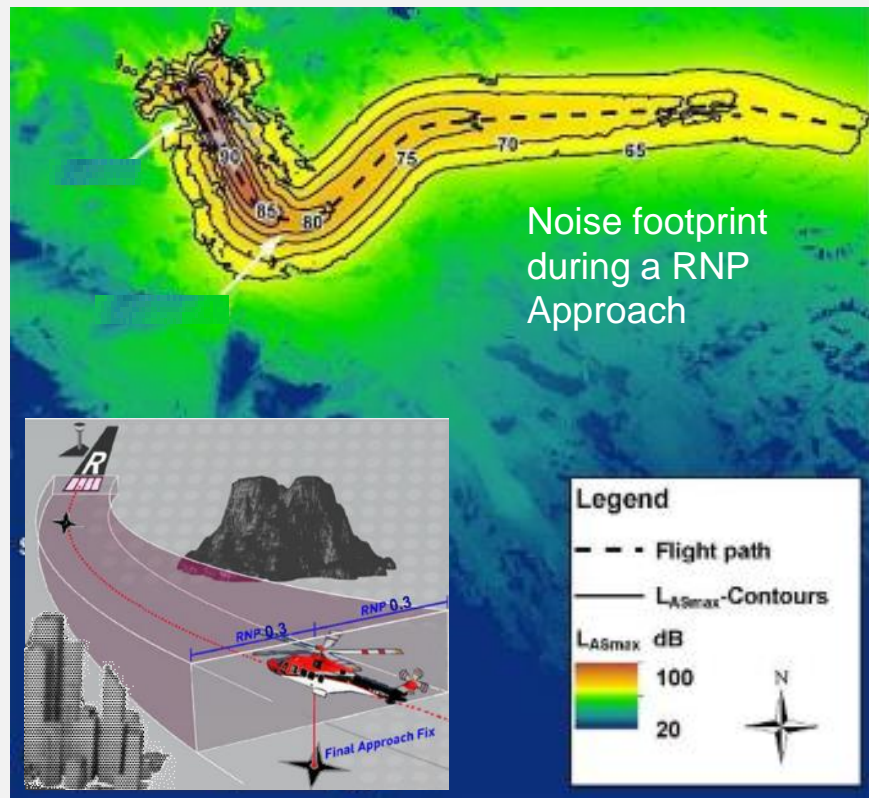 90
85
80
75
70
65
Noise footprint
during a RNP
Approach
R
RNP 0.3
RNP 0.3
Final Approach Fix
Legend
Flight path
LASmax-Contours
LASmax dB
100
20
N